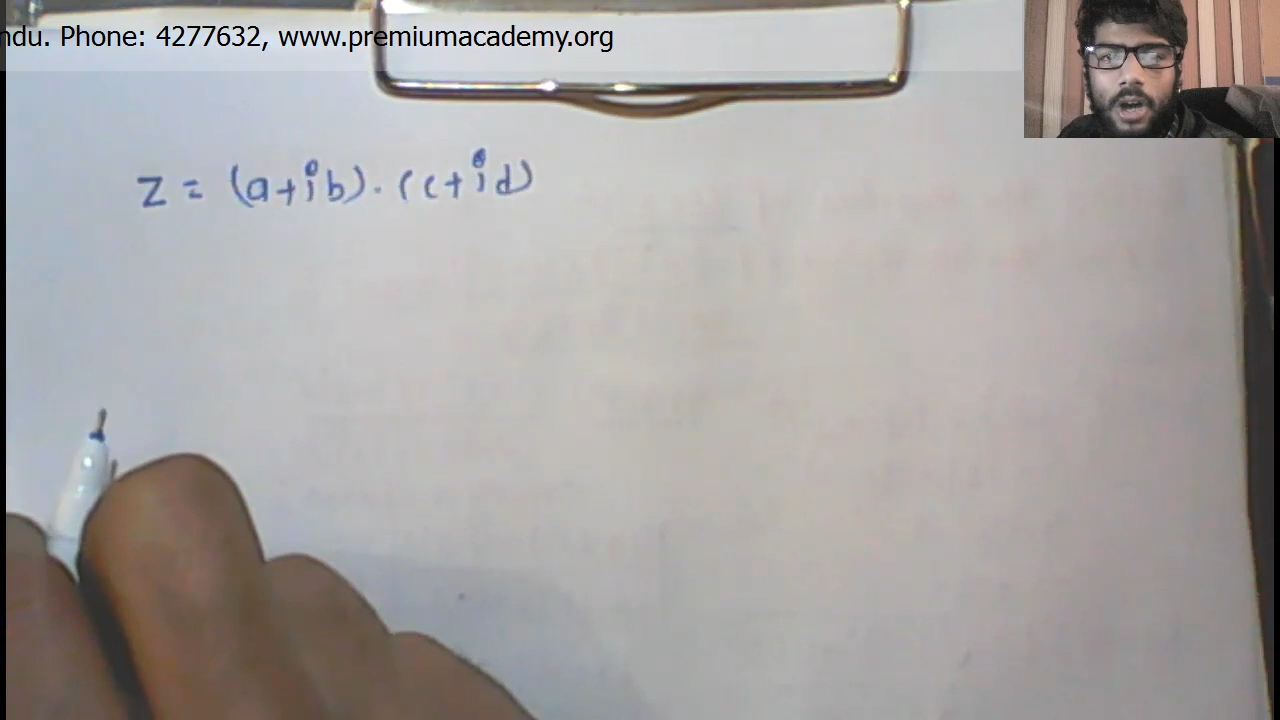 ndu. Phone: 4277632, www.premiumacademy.org
z = (a+ib).(c+id)